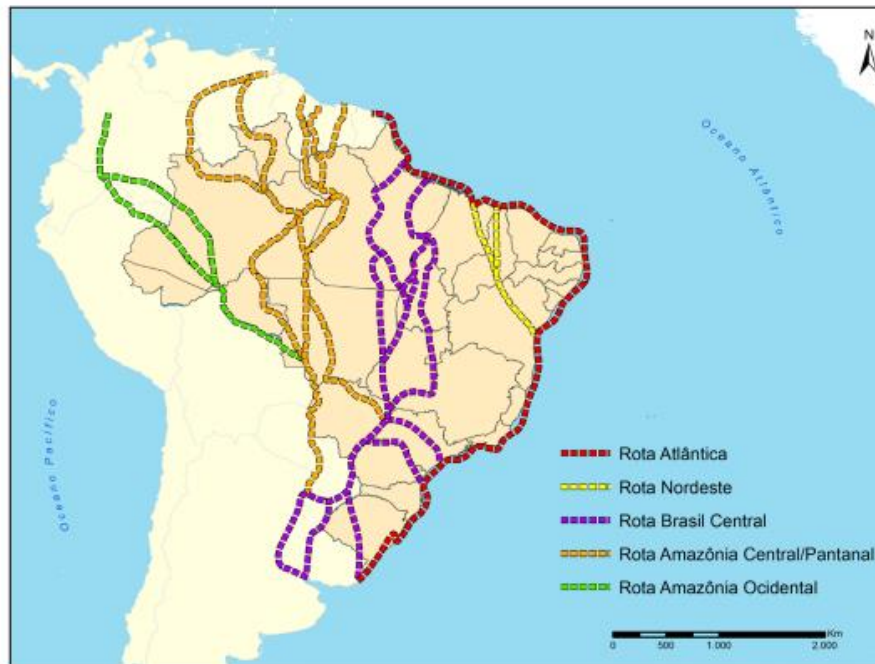 N
Oceano Atlântico
Oceano Pacífico
Rota Atlântica
Rota Nordeste
Rota Brasil Central
Rota Amazônia Central/Pantanal
Rota Amazônia Ocidental
Km
0 500 1.000 2.000